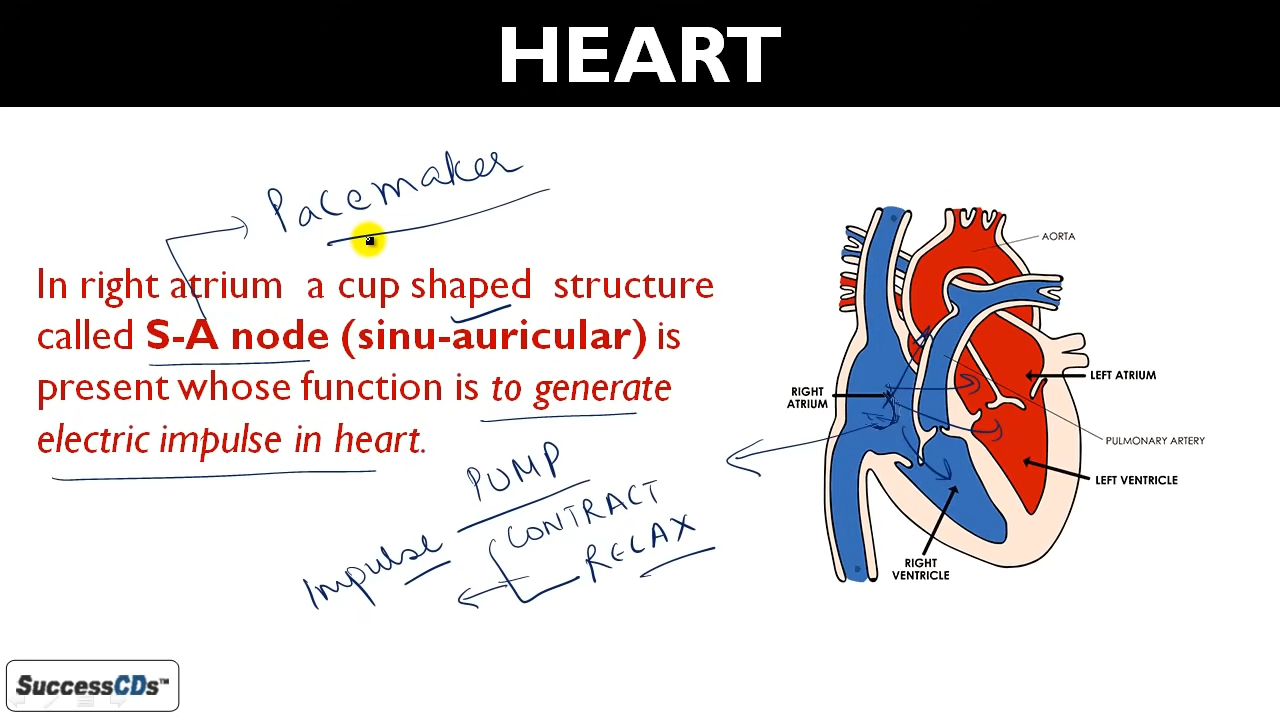 HEART
Pacemaker
In right atrium a cup shaped structure
called S-A node (sinu-auricular) is
present whose function is to generate
electric impulse in heart.
PUMP
CONTRACT
Impulse
RELAX
AORTA
LEFT ATRIUM
RIGHT
ATRIUM
PULMONARY ARTERY
LEFT VENTRICLE
RIGHT
VENTRICLE
SuccessCDs™